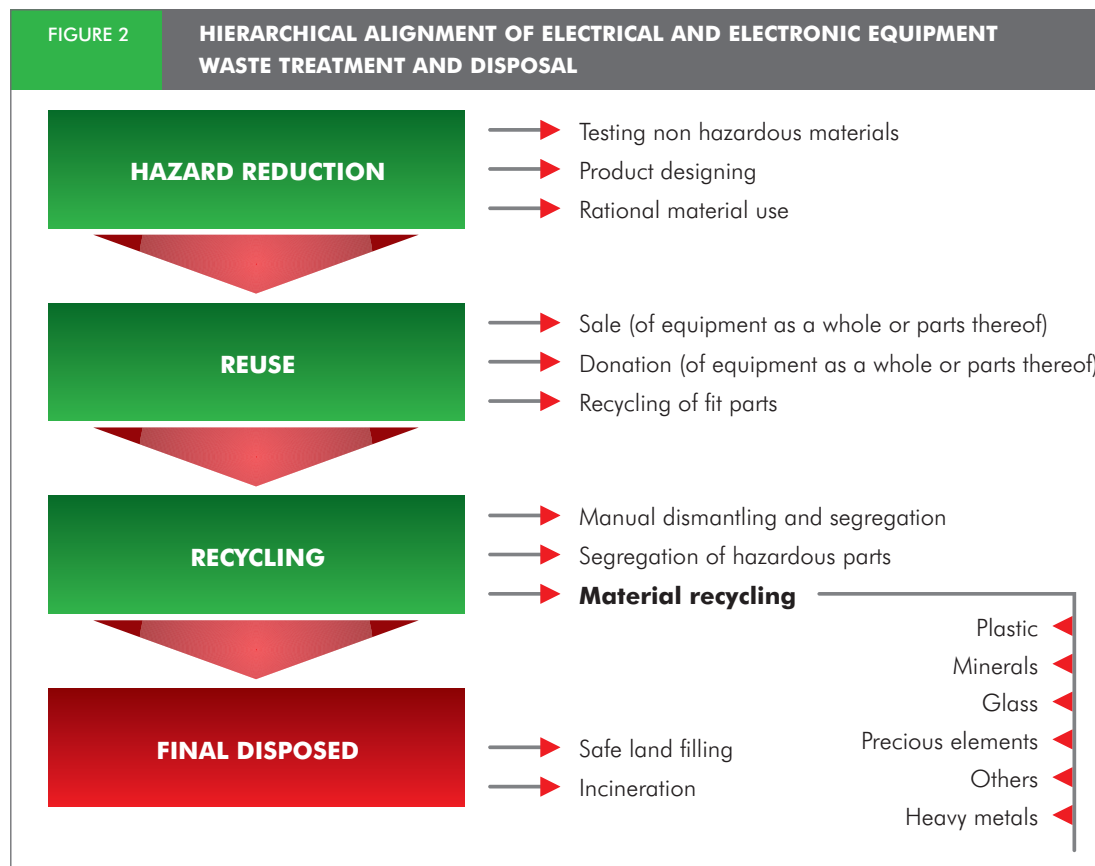 FIGURE 2
HIERARCHICAL ALIGNMENT OF ELECTRICAL AND ELECTRONIC EQUIPMENT
WASTE TREATMENT AND DISPOSAL
HAZARD REDUCTION
Testing non hazardous materials
Product designing
Rational material use
REUSE
Sale (of equipment as a whole or parts thereof)
Donation (of equipment as a whole or parts thereof)
Recycling of fit parts
RECYCLING
Manual dismantling and segregation
Segregation of hazardous parts
Material recycling
Plastic
Minerals
Glass
Precious elements
Others
Heavy metals
FINAL DISPOSED
Safe land filling
Incineration